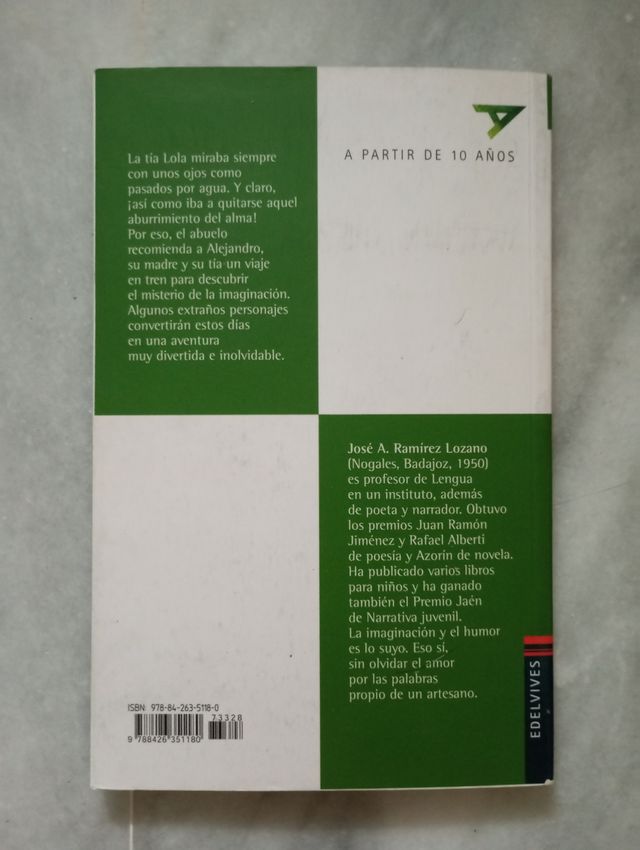 La tía Lola miraba siempre
con unos ojos como
pasados por agua. Y claro,
¡así como iba a quitarse aquel
aburrimiento del alma!
Por eso, el abuelo
recomienda a Alejandro,
su madre y su tía un viaje
en tren para descubrir
el misterio de la imaginación.
Algunos extraños personajes
convertirán estos días
en una aventura
muy divertida e inolvidable.
A PARTIR DE 10 AÑOS
José A. Ramírez Lozano
(Nogales, Badajoz, 1950)
es profesor de Lengua
en un instituto, además
de poeta y narrador. Obtuvo
los premios Juan Ramón
Jiménez y Rafael Alberti
de poesía y Azorín de novela.
Ha publicado varios libros
para niños y ha ganado
también el Premio Jaén
de Narrativa juvenil.
La imaginación y el humor
es lo suyo. Eso sí,
sin olvidar el amor
por las palabras
propio de un artesano.
ISBN: 978-84-263-5118-0
73328
9 788426 351180
EDELVIVES